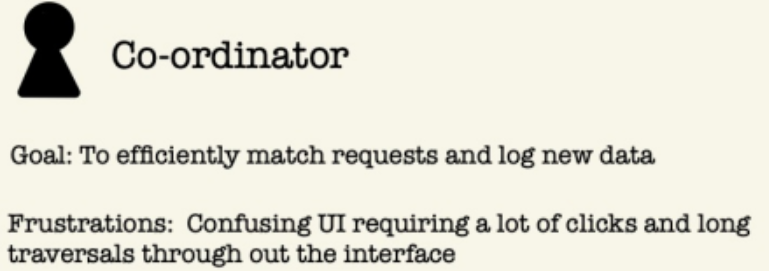 Co-ordinator
Goal: To efficiently match requests and log new data
Frustrations:  Confusing UI requiring a lot of clicks and long
traversals through out the interface